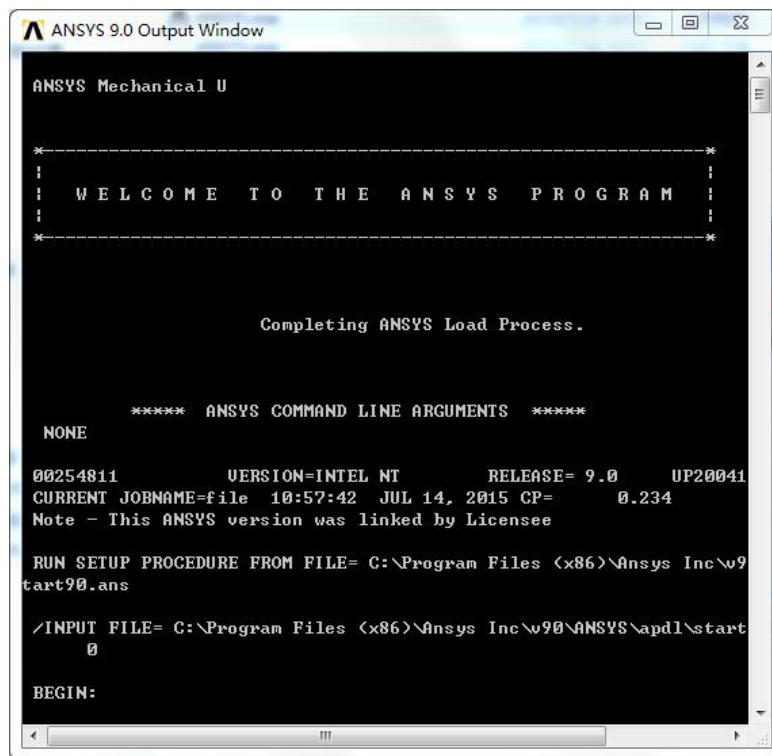 ANSYS 9.0 Output Window
ANSYS Mechanical U
*------------------------------------------------------------*
W E L C O M E   T O   T H E   A N S Y S   P R O G R A M
*------------------------------------------------------------*
Completing ANSYS Load Process.
***** ANSYS COMMAND LINE ARGUMENTS *****
NONE
00254811 VERSION=INTEL NT RELEASE= 9.0 UP20041
CURRENT JOBNAME=file 10:57:42 JUL 14, 2015 CP= 0.234
Note - This ANSYS version was linked by Licensee
RUN SETUP PROCEDURE FROM FILE= C:\Program Files (x86)\Ansys Inc\v9
tart90.ans
/INPUT FILE= C:\Program Files (x86)\Ansys Inc\v90\ANSYS\apdl\start
0
BEGIN: